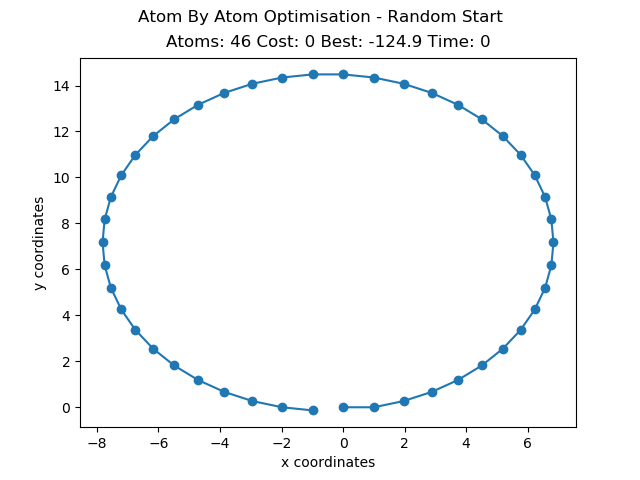 Atom By Atom Optimisation - Random Start
Atoms: 46 Cost: 0 Best: -124.9 Time: 0
14
12
10
8
6
4
2
0
y coordinates
−8 −6 −4 −2 0 2 4 6
x coordinates